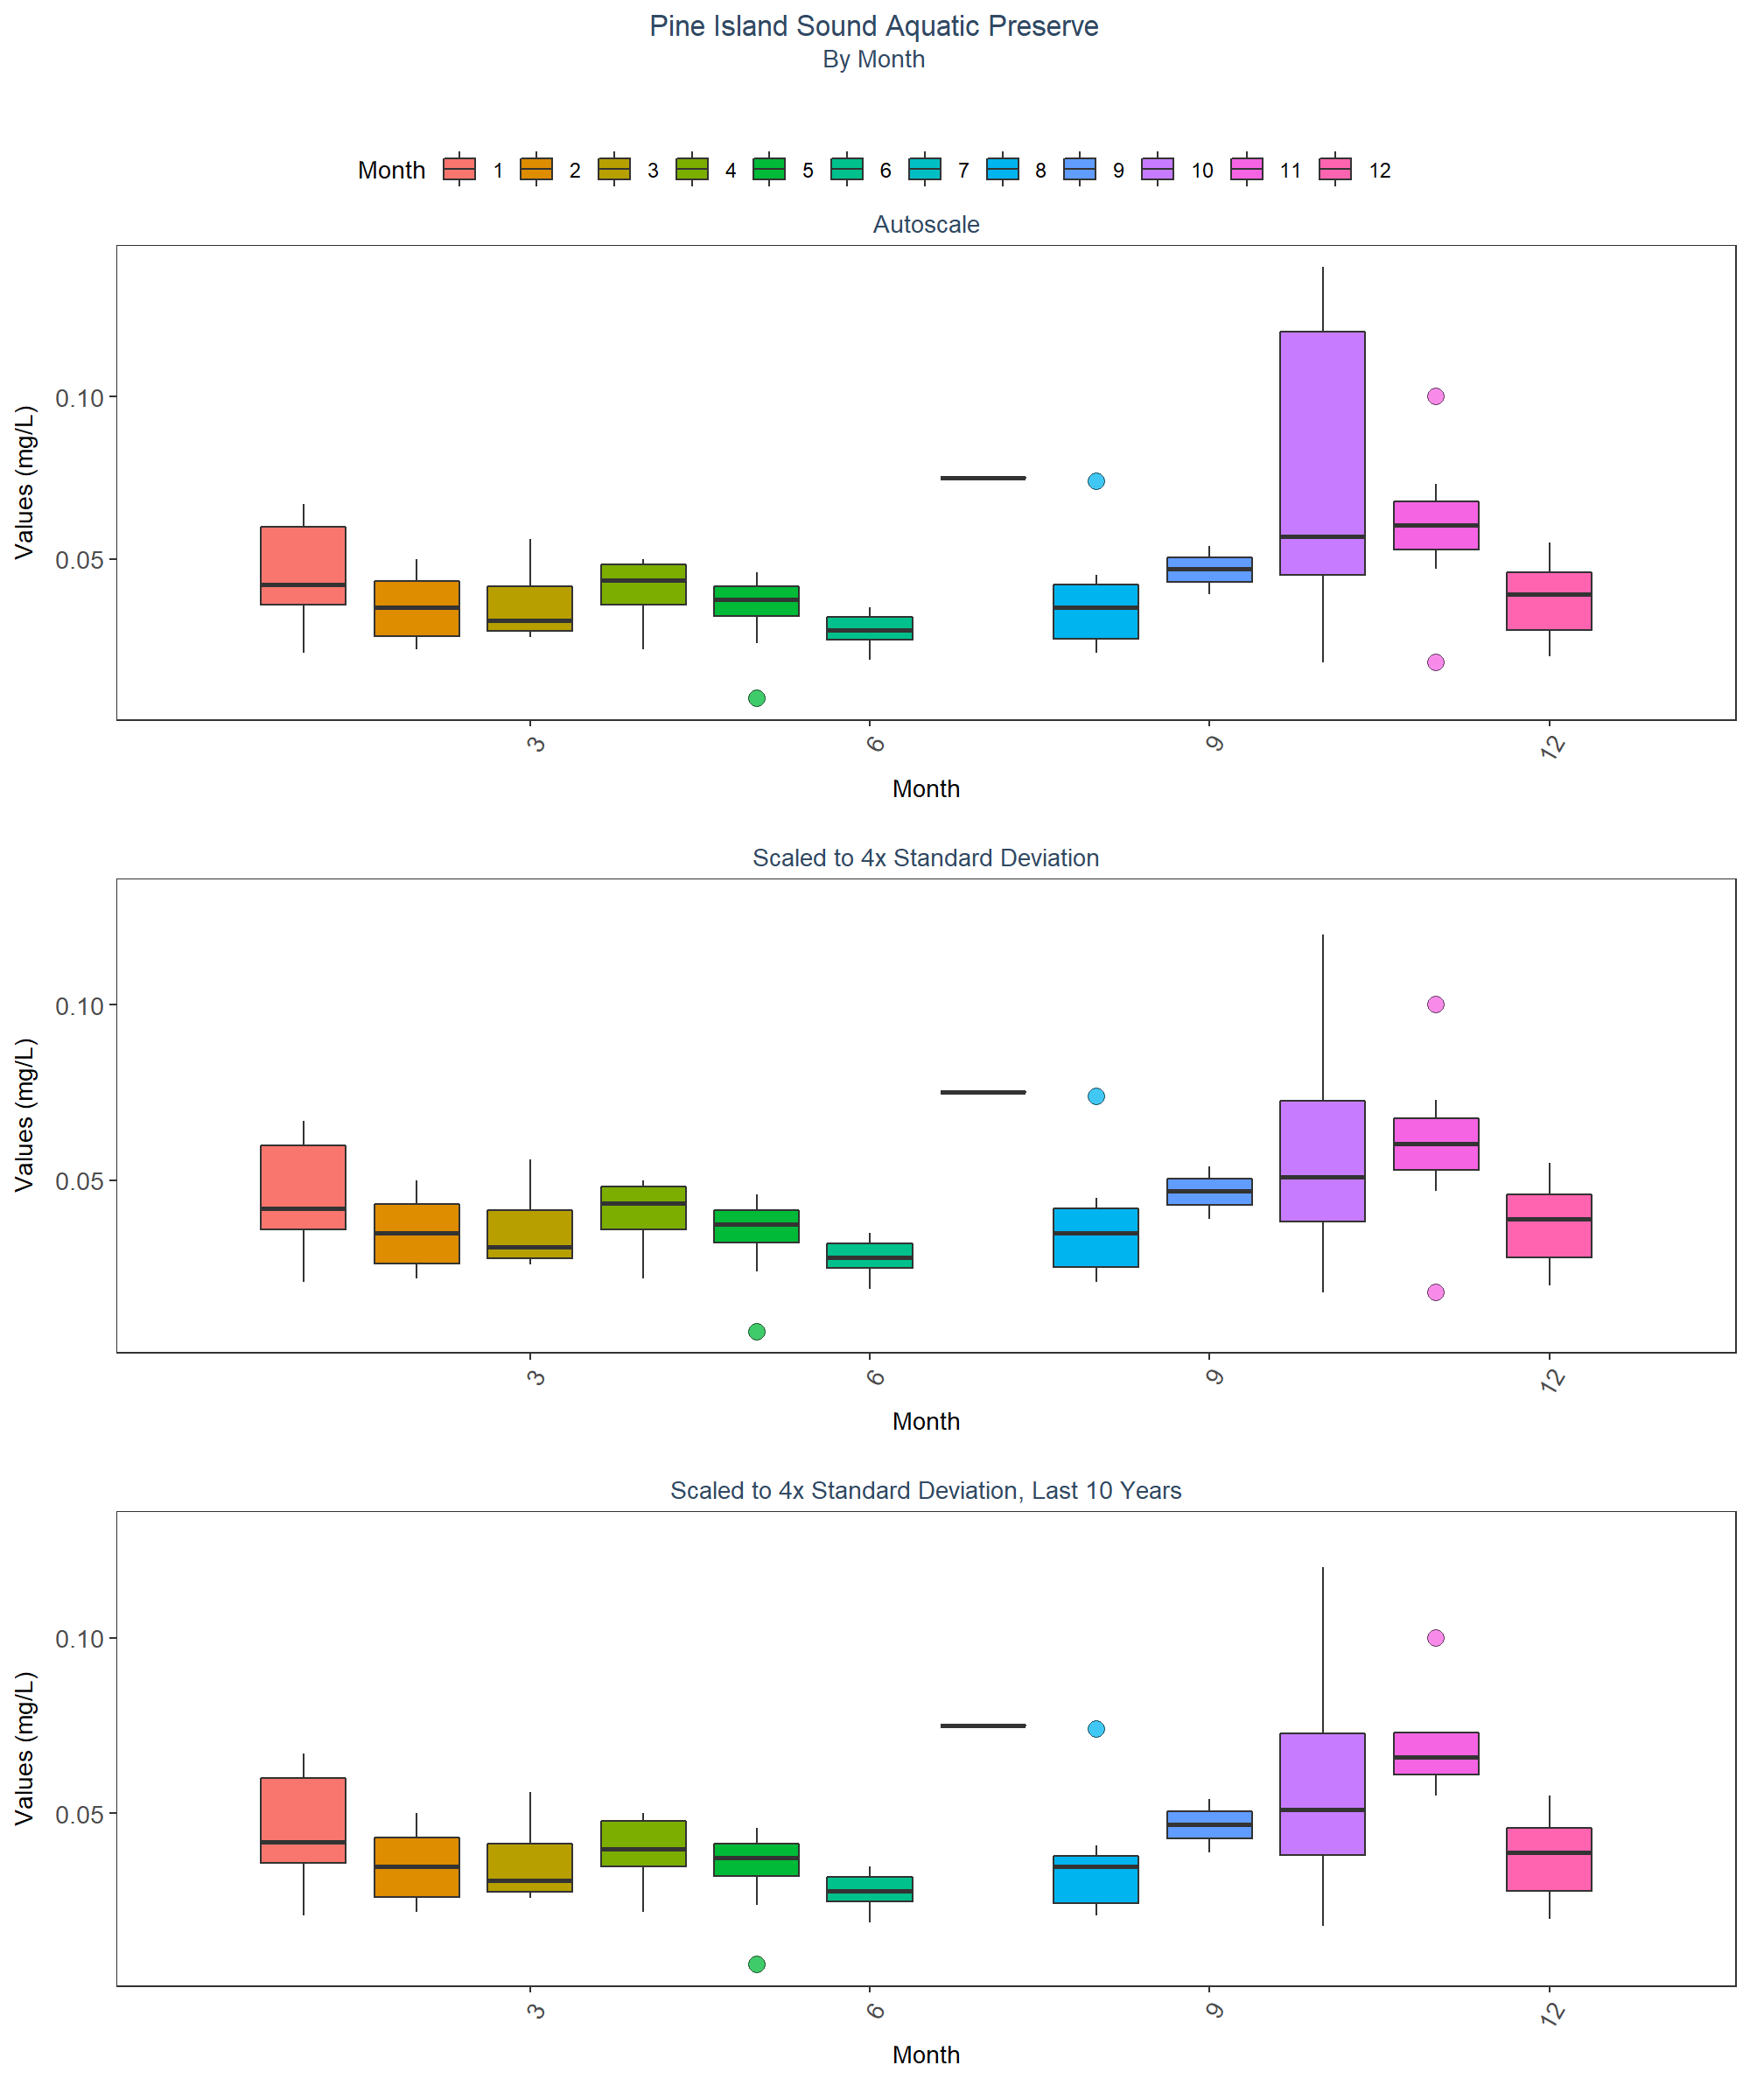 Pine Island Sound Aquatic Preserve
By Month
Month 1 2 3 4 5 6 7 8 9 10 11 12
Autoscale
Values (mg/L)
0.10
0.05
3 6 9 12
Month
Scaled to 4x Standard Deviation
Values (mg/L)
0.10
0.05
3 6 9 12
Month
Scaled to 4x Standard Deviation, Last 10 Years
Values (mg/L)
0.10
0.05
3 6 9 12
Month